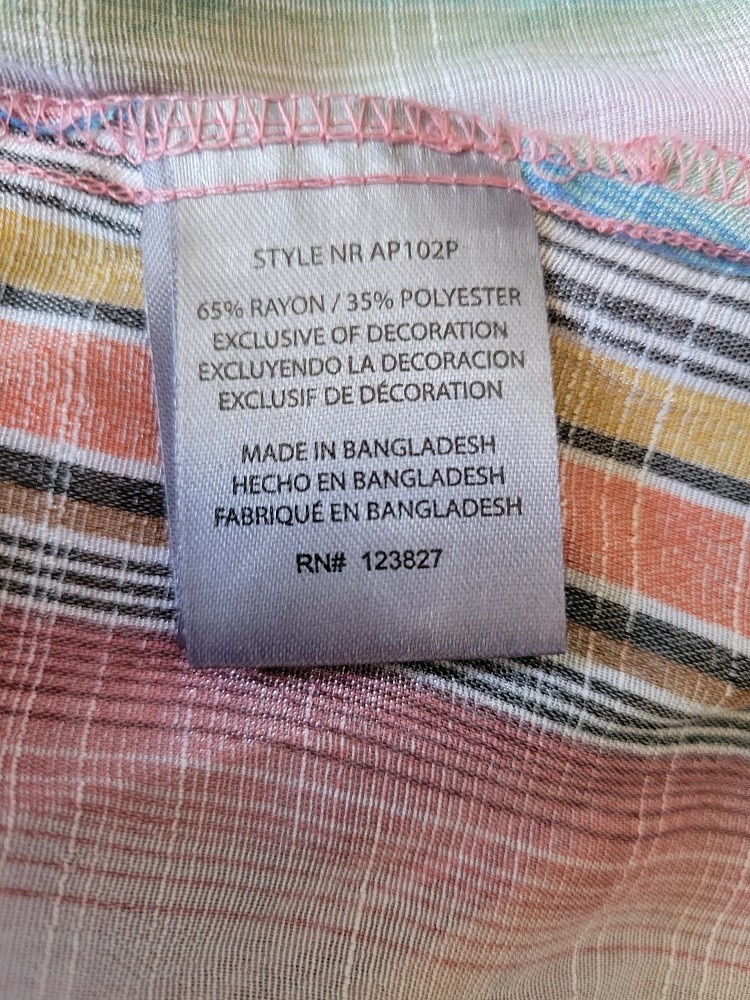 STYLE NR AP102P
65% RAYON / 35% POLYESTER
EXCLUSIVE OF DECORATION
EXCLUYENDO LA DECORACION
EXCLUSIF DE DÉCORATION
MADE IN BANGLADESH
HECHO EN BANGLADESH
FABRIQUÉ EN BANGLADESH
RN# 123827